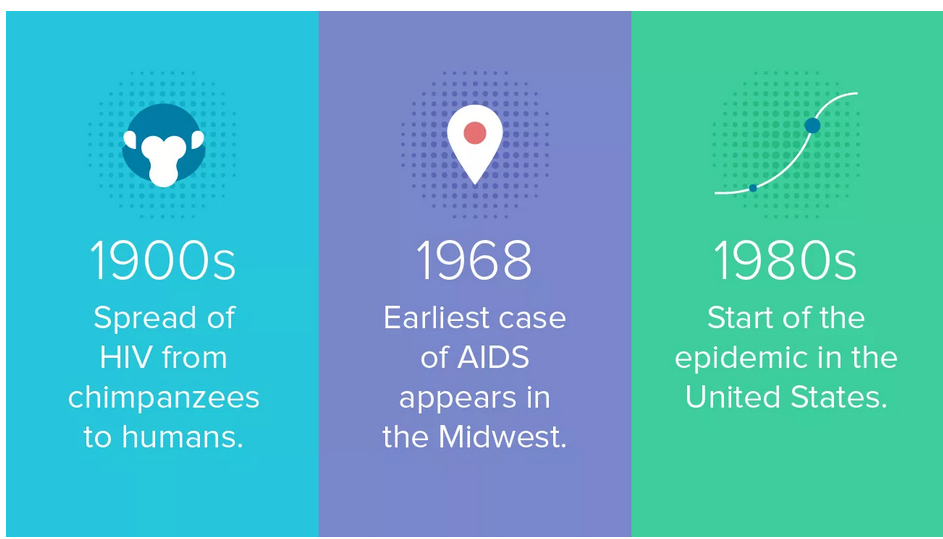 1900s
Spread of
HIV from
chimpanzees
to humans.
1968
Earliest case
of AIDS
appears in
the Midwest.
1980s
Start of the
epidemic in the
United States.